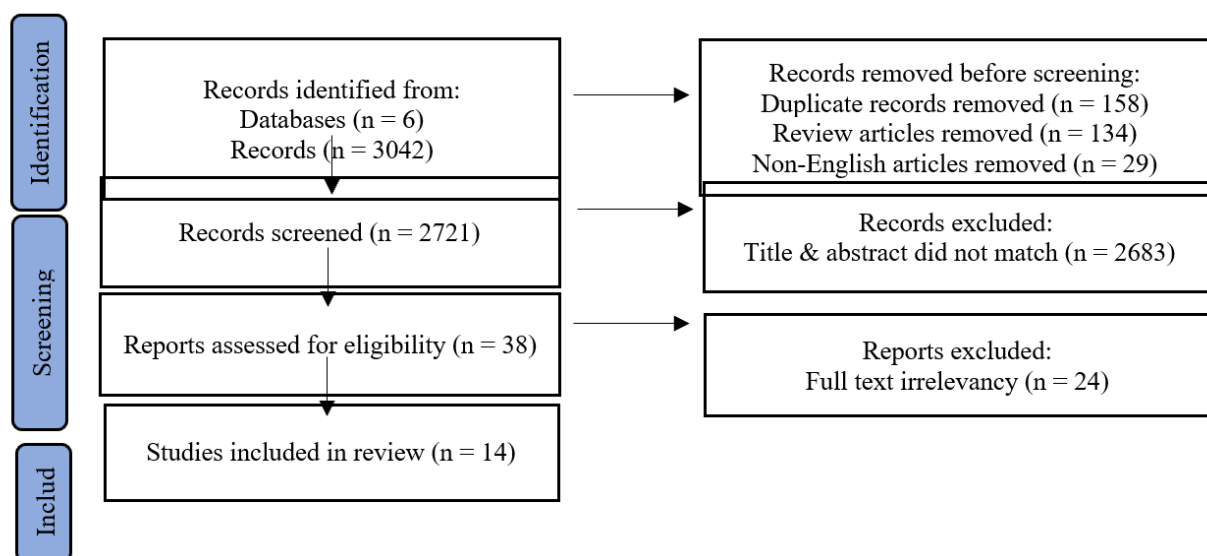 Identification
Records identified from:
Databases (n = 6)
Records (n = 3042)
Records removed before screening:
Duplicate records removed (n = 158)
Review articles removed (n = 134)
Non-English articles removed (n = 29)
Screening
Records screened (n = 2721)
Records excluded:
Title & abstract did not match (n = 2683)
Reports assessed for eligibility (n = 38)
Reports excluded:
Full text irrelevancy (n = 24)
Includ
Studies included in review (n = 14)